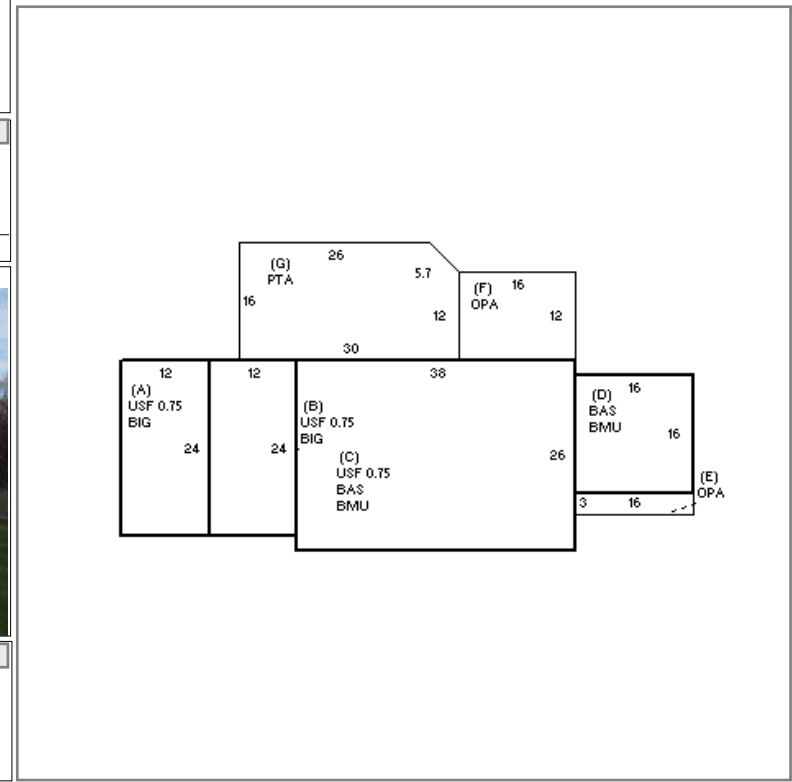 26
(G)
PTA
5.7
16
(F)
OPA
16
12
12
30
12
(A)
USF 0.75
BIG
24
12
24
(B)
USF 0.75
BIG
38
(C)
USF 0.75
BAS
BMU
26
16
(D)
BAS
BMU
16
(E)
OPA
3
16